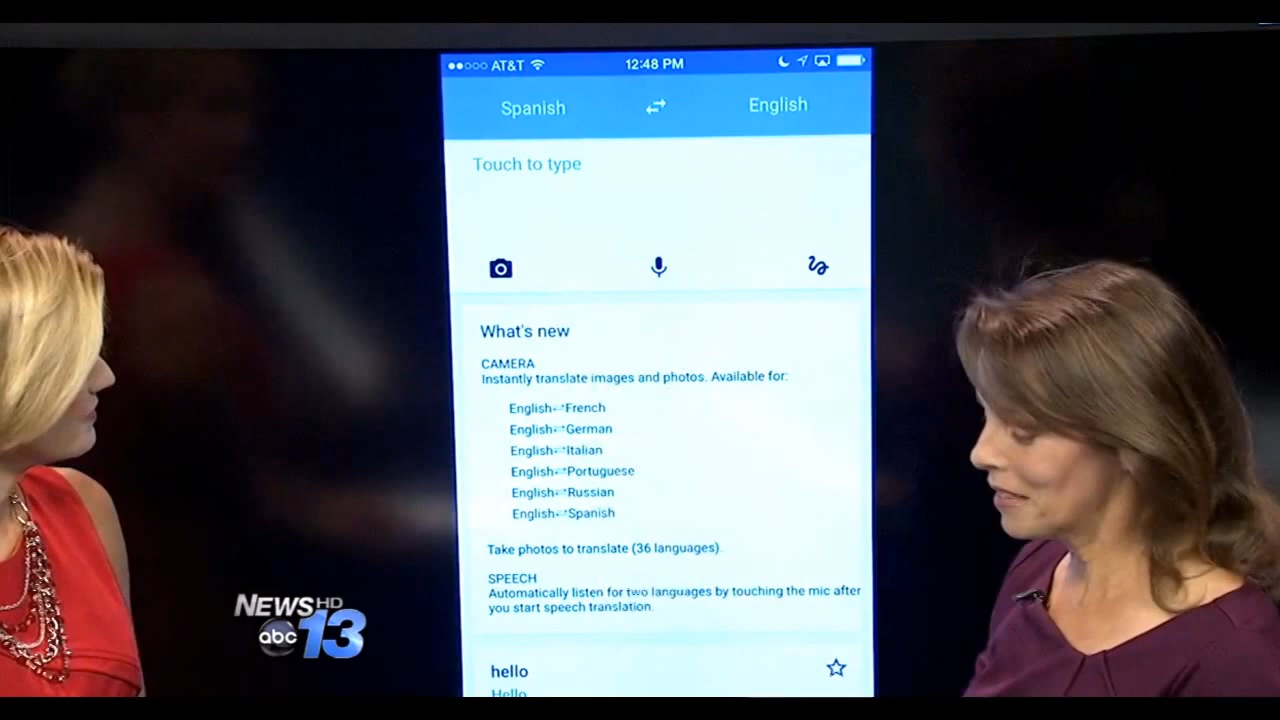 AT&T 12:48 PM
Spanish English
Touch to type
What's new
CAMERA
Instantly translate images and photos. Available for:
English⇌French
English⇌German
English⇌Italian
English⇌Portuguese
English⇌Russian
English⇌Spanish
Take photos to translate (36 languages).
SPEECH
Automatically listen for two languages by touching the mic after
you start speech translation.
hello
Hello
NEWS HD
abc 13